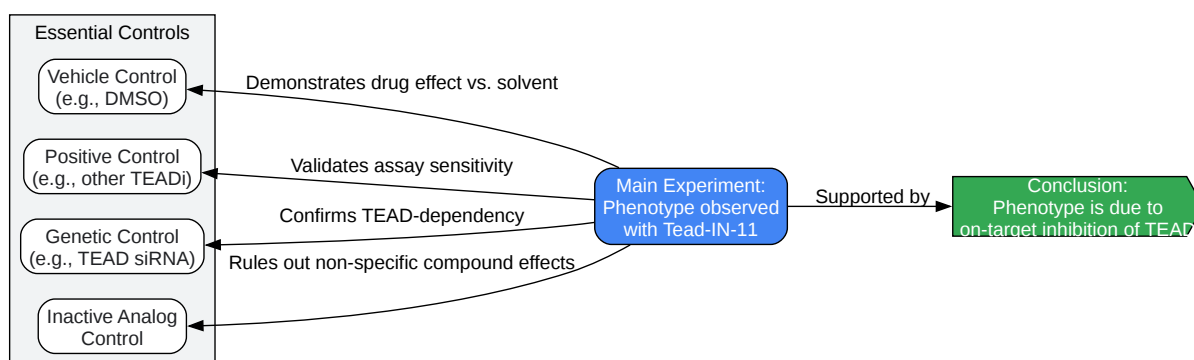 Essential Controls
Vehicle Control
(e.g., DMSO)
Demonstrates drug effect vs. solvent
Positive Control
(e.g., other TEADi)
Validates assay sensitivity
Genetic Control
(e.g., TEAD siRNA)
Confirms TEAD-dependency
Inactive Analog
Control
Rules out non-specific compound effects
Main Experiment:
Phenotype observed
with Tead-IN-11
Supported by
Conclusion:
Phenotype is due to
on-target inhibition of TEAD